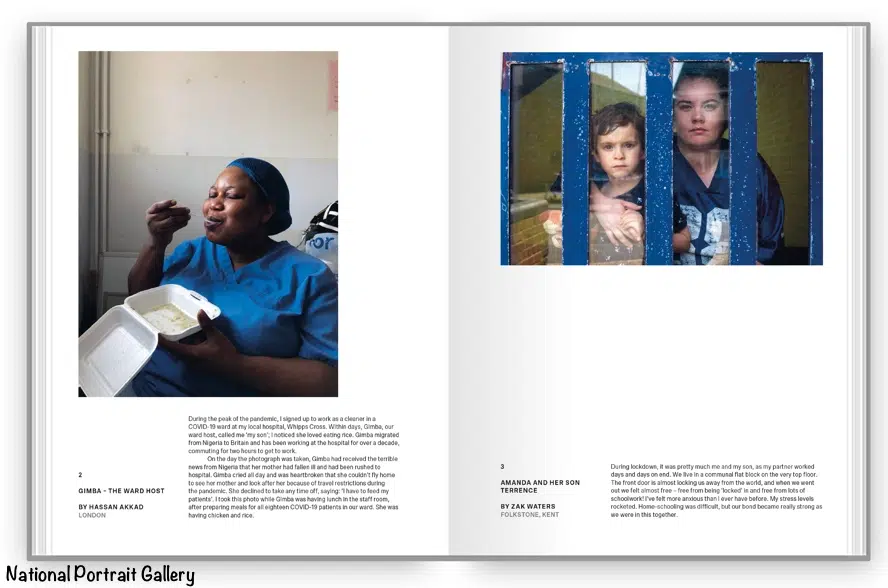 During the peak of the pandemic, I signed up to work as a cleaner in a
COVID-19 ward at my local hospital, Whipps Cross. Within days, Gimba, our
ward host, called me 'my son'; I noticed she loved eating rice. Gimba migrated
from Nigeria to Britain and has been working at the hospital for over a decade,
commuting for two hours to get to work.
On the day the photograph was taken, Gimba had received the terrible
news from Nigeria that her mother had fallen ill and had been rushed to
hospital. Gimba cried all day and was heartbroken that she couldn't fly home
to see her mother and look after her because of travel restrictions during
the pandemic. She declined to take any time off, saying: 'I have to feed my
patients'. I took this photo while Gimba was having lunch in the staff room,
after preparing meals for all eighteen COVID-19 patients in our ward. She was
having chicken and rice.
2
GIMBA – THE WARD HOST
BY HASSAN AKKAD
LONDON
or
3
AMANDA AND HER SON
TERRENCE
BY ZAK WATERS
FOLKSTONE, KENT
During lockdown, it was pretty much me and my son, as my partner worked
days and days on end. We live in a communal flat block on the very top floor.
The front door is almost locking us away from the world, and when we went
out we felt almost free – free from being 'locked' in and free from lots of
schoolwork! I've felt more anxious than I ever have before. My stress levels
rocketed. Home-schooling was difficult, but our bond became really strong as
we were in this together.
National Portrait Gallery